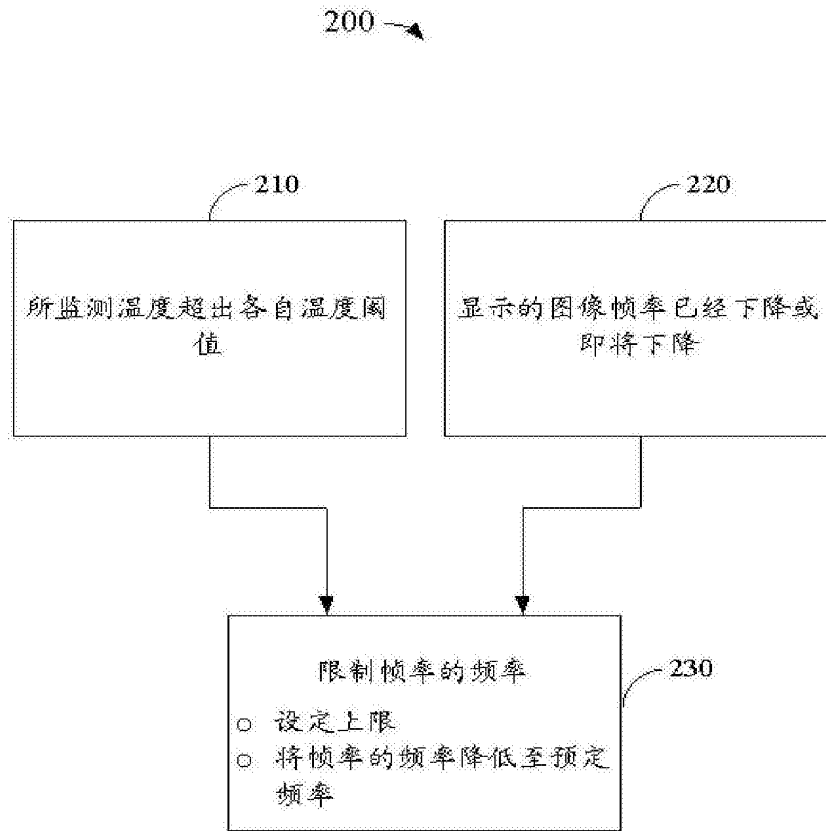 200
210
220
所监测温度超出各自温度阈
值
显示的图像帧率已经下降或
即将下降
限制帧率的频率
230
○ 设定上限
○ 将帧率的频率降低至预定
频率